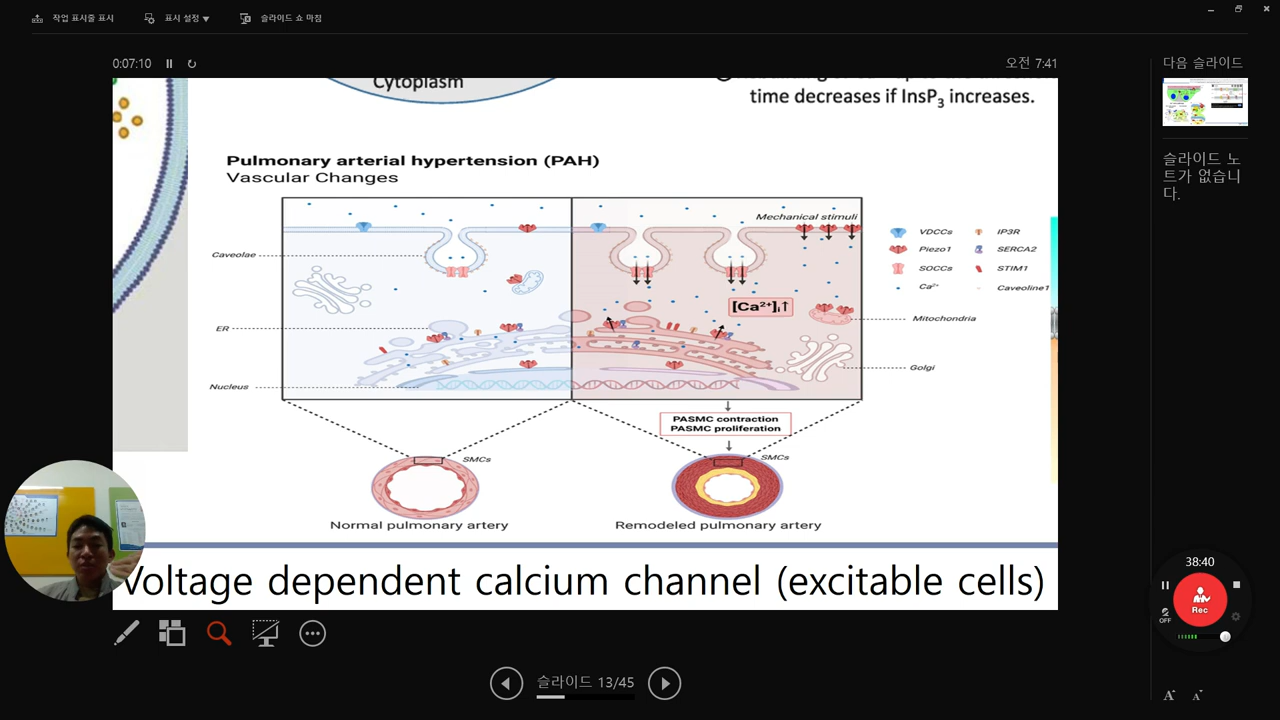 작업 표시줄 표시
표시 설정 ▼
슬라이드 쇼 마침
0:07:10
오전 7:41
다음 슬라이드
Cytoplasm
time decreases if InsP3 increases.
슬라이드 노
트가 없습니
다.
Pulmonary arterial hypertension (PAH)
Vascular Changes
Mechanical stimuli
VDCCs
IP3R
Piezo1
SERCA2
SOCCs
STIM1
Ca2+
Caveoline1
Caveolae
[Ca2+]i↑
Mitochondria
ER
Golgi
Nucleus
PASMC contraction
PASMC proliferation
SMCs
SMCs
Normal pulmonary artery
Remodeled pulmonary artery
Voltage dependent calcium channel (excitable cells)
38:40
Rec
OFF
슬라이드 13/45
A
A